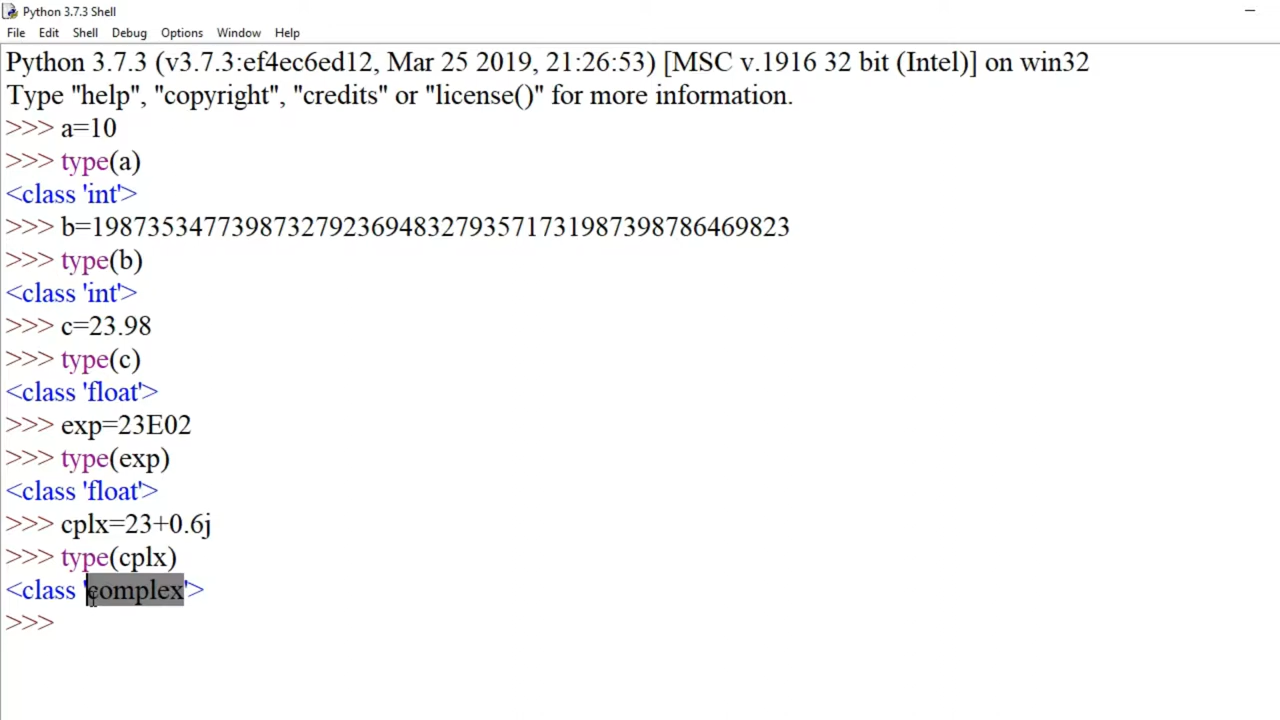 Python 3.7.3 Shell
File Edit Shell Debug Options Window Help
Python 3.7.3 (v3.7.3:ef4ec6ed12, Mar 25 2019, 21:26:53) [MSC v.1916 32 bit (Intel)] on win32
Type "help", "copyright", "credits" or "license()" for more information.
>>> a=10
>>> type(a)
<class 'int'>
>>> b=19873534773987327923694832793571731987398786469823
>>> type(b)
<class 'int'>
>>> c=23.98
>>> type(c)
<class 'float'>
>>> exp=23E02
>>> type(exp)
<class 'float'>
>>> cplx=23+0.6j
>>> type(cplx)
<class 'complex'>
>>>